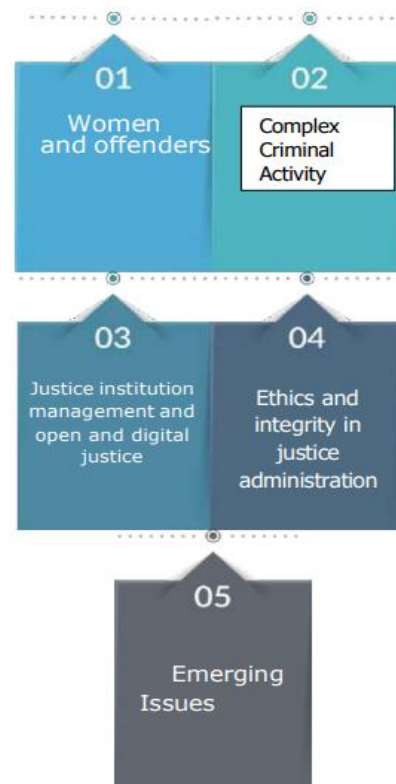 01
Women
and offenders
02
Complex
Criminal
Activity
03
Justice institution
management and
open and digital
justice
04
Ethics and
integrity in
justice
administration
05
Emerging
Issues